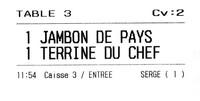 TABLE 3 Cv:2
1 JAMBON DE PAYS
1 TERRINE DU CHEF
11:54 Caisse 3 / ENTREE SERGE ( 1 )